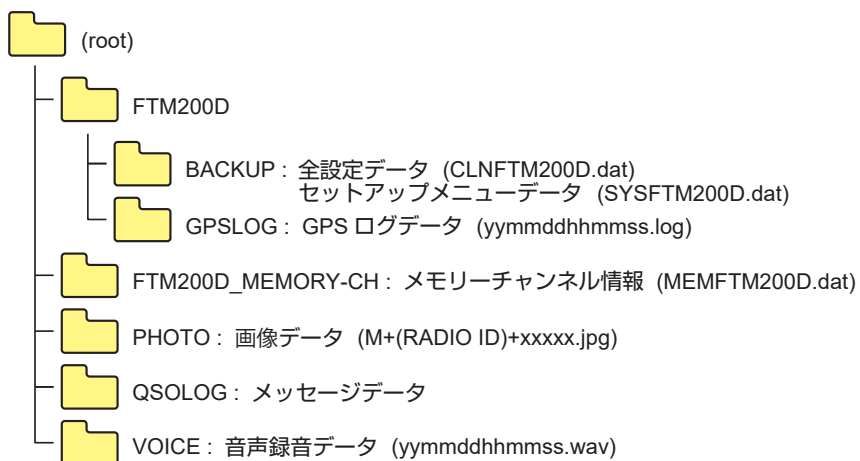 (root)
FTM200D
BACKUP : 全設定データ (CLNFTM200D.dat)
セットアップメニューデータ (SYSFTM200D.dat)
GPSLOG : GPS ログデータ (yymmddhhmmss.log)
FTM200D_MEMORY-CH : メモリーチャンネル情報 (MEMFTM200D.dat)
PHOTO : 画像データ (M+(RADIO ID)+xxxxx.jpg)
QSOLOG : メッセージデータ
VOICE : 音声録音データ (yymmddhhmmss.wav)